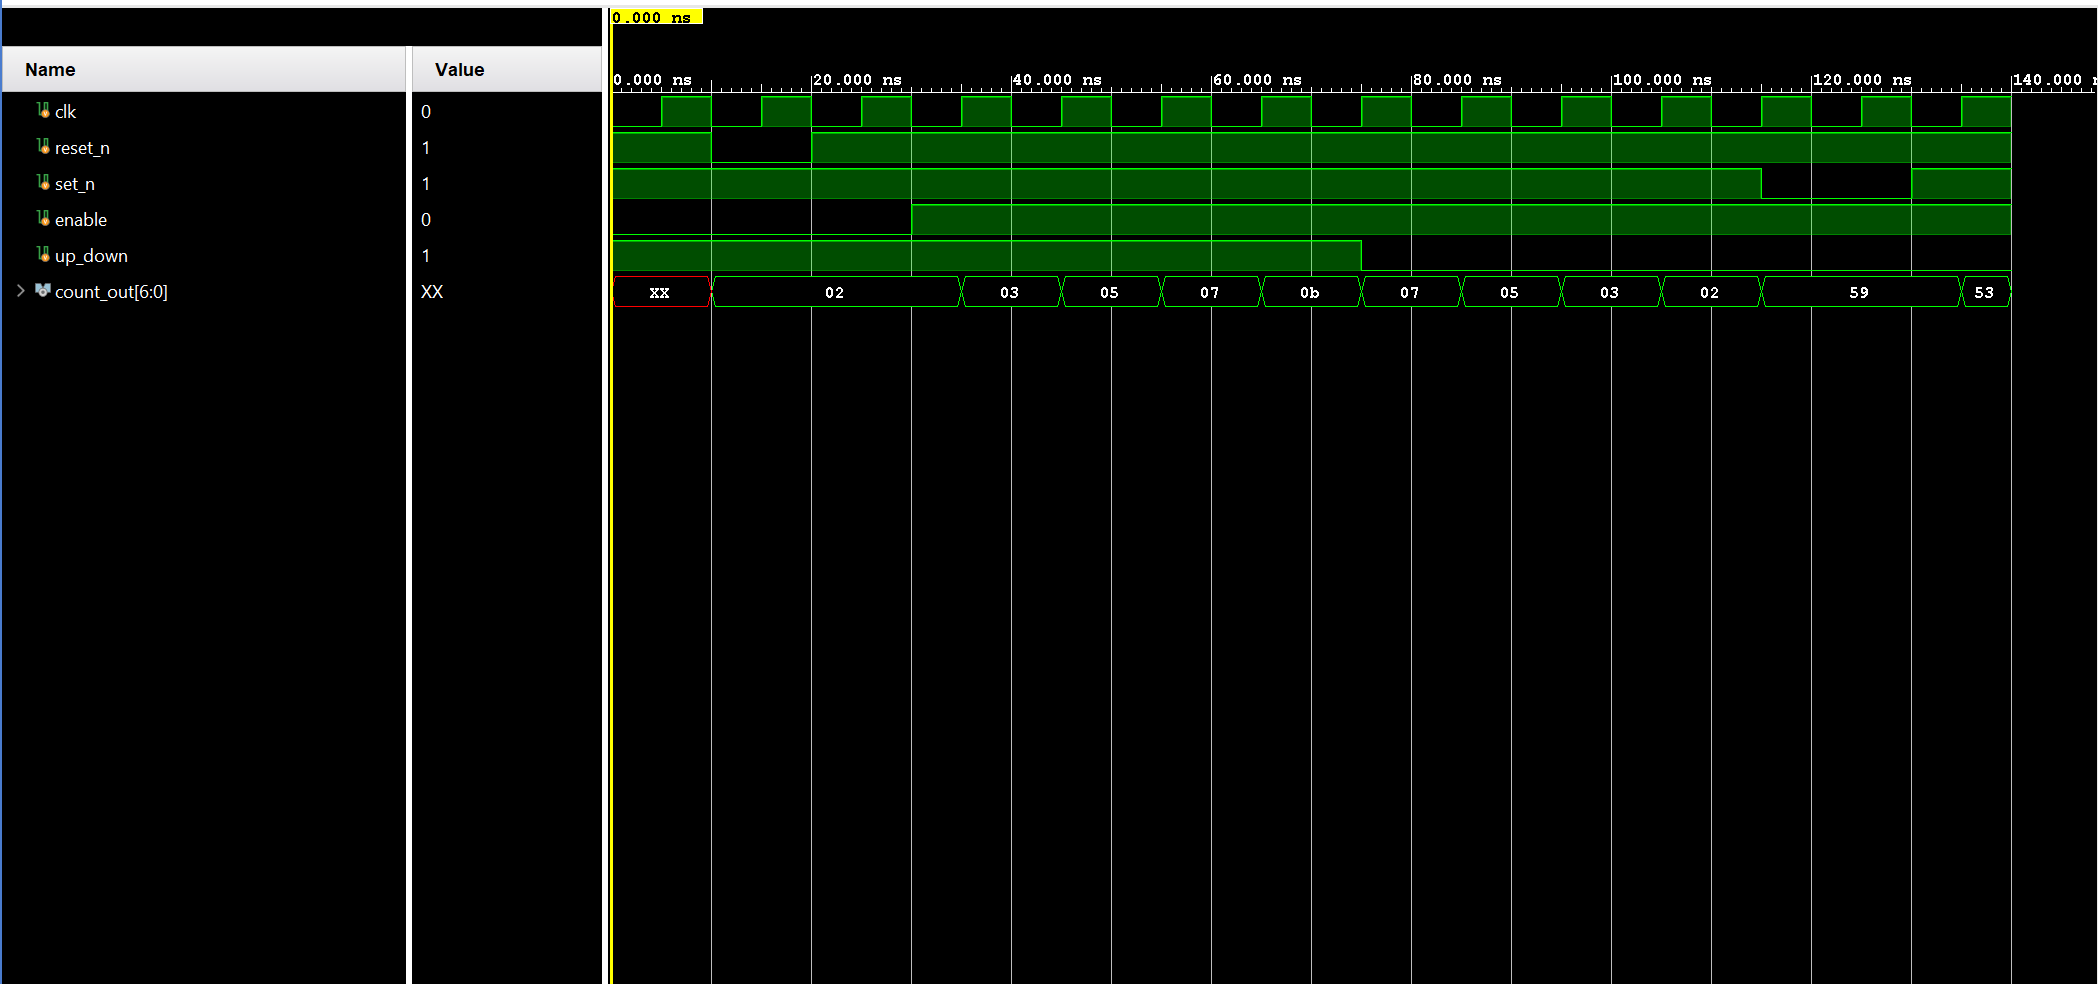 0.000 ns
Name Value
0.000 ns 20.000 ns 40.000 ns 60.000 ns 80.000 ns 100.000 ns 120.000 ns 140.000
clk 0
reset_n 1
set_n 1
enable 0
up_down 1
count_out[6:0] XX XX 02 03 05 07 0b 07 05 03 02 59 53